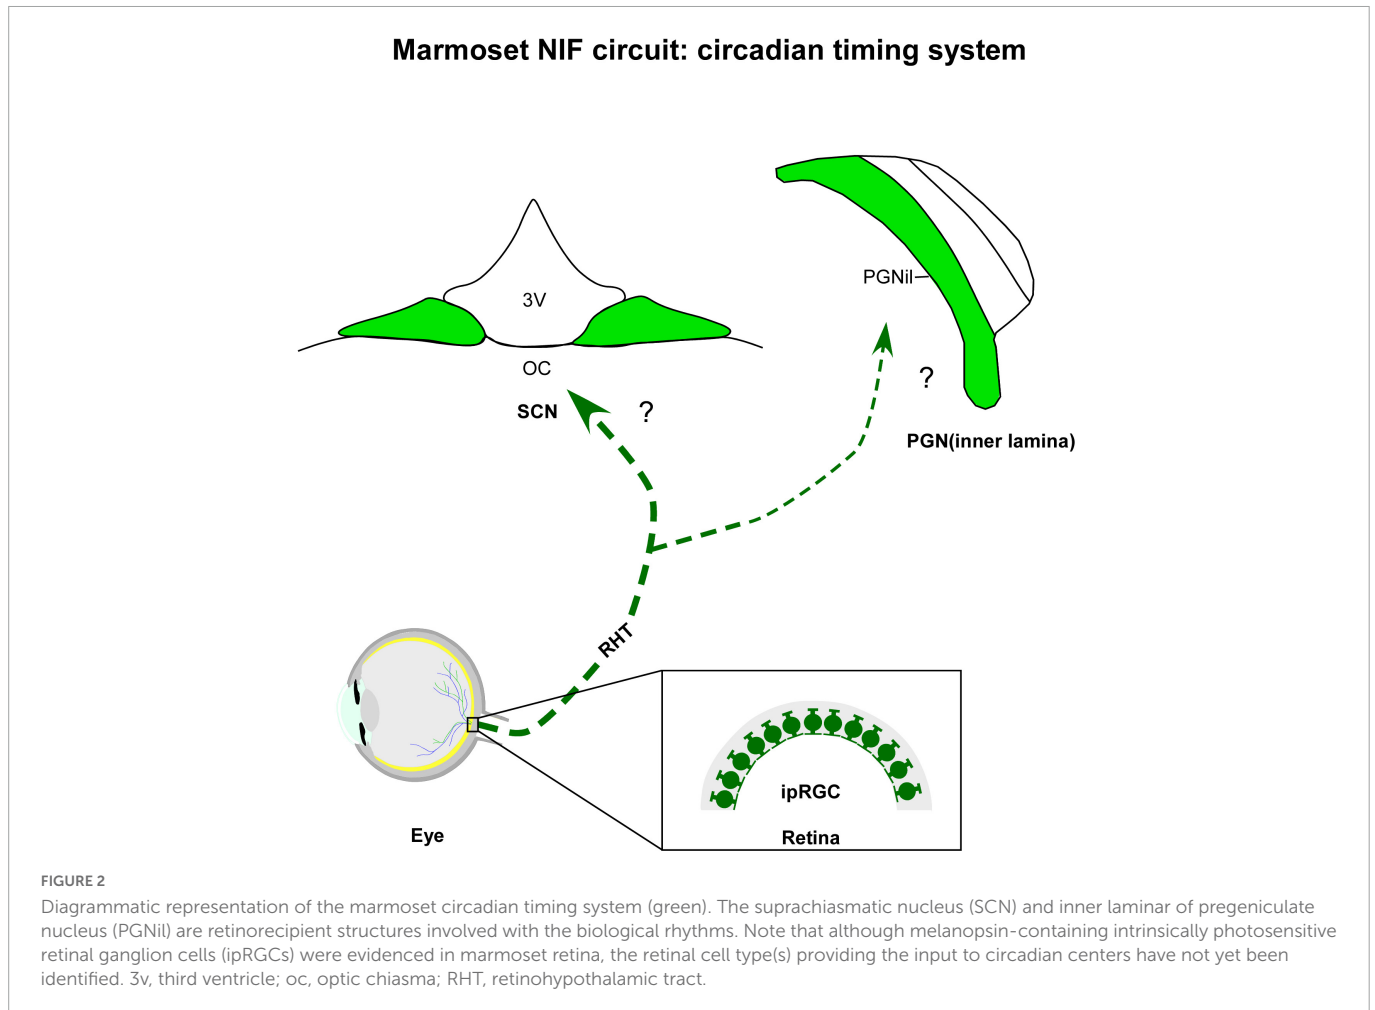 Marmoset NIF circuit: circadian timing system
PGNil
3V
OC
SCN
?
?
PGN(inner lamina)
RHT
ipRGC
Retina
Eye
FIGURE 2
Diagrammatic representation of the marmoset circadian timing system (green). The suprachiasmatic nucleus (SCN) and inner laminar of pregeniculate
nucleus (PGNil) are retinorecipient structures involved with the biological rhythms. Note that although melanopsin-containing intrinsically photosensitive
retinal ganglion cells (ipRGCs) were evidenced in marmoset retina, the retinal cell type(s) providing the input to circadian centers have not yet been
identified. 3v, third ventricle; oc, optic chiasma; RHT, retinohypothalamic tract.